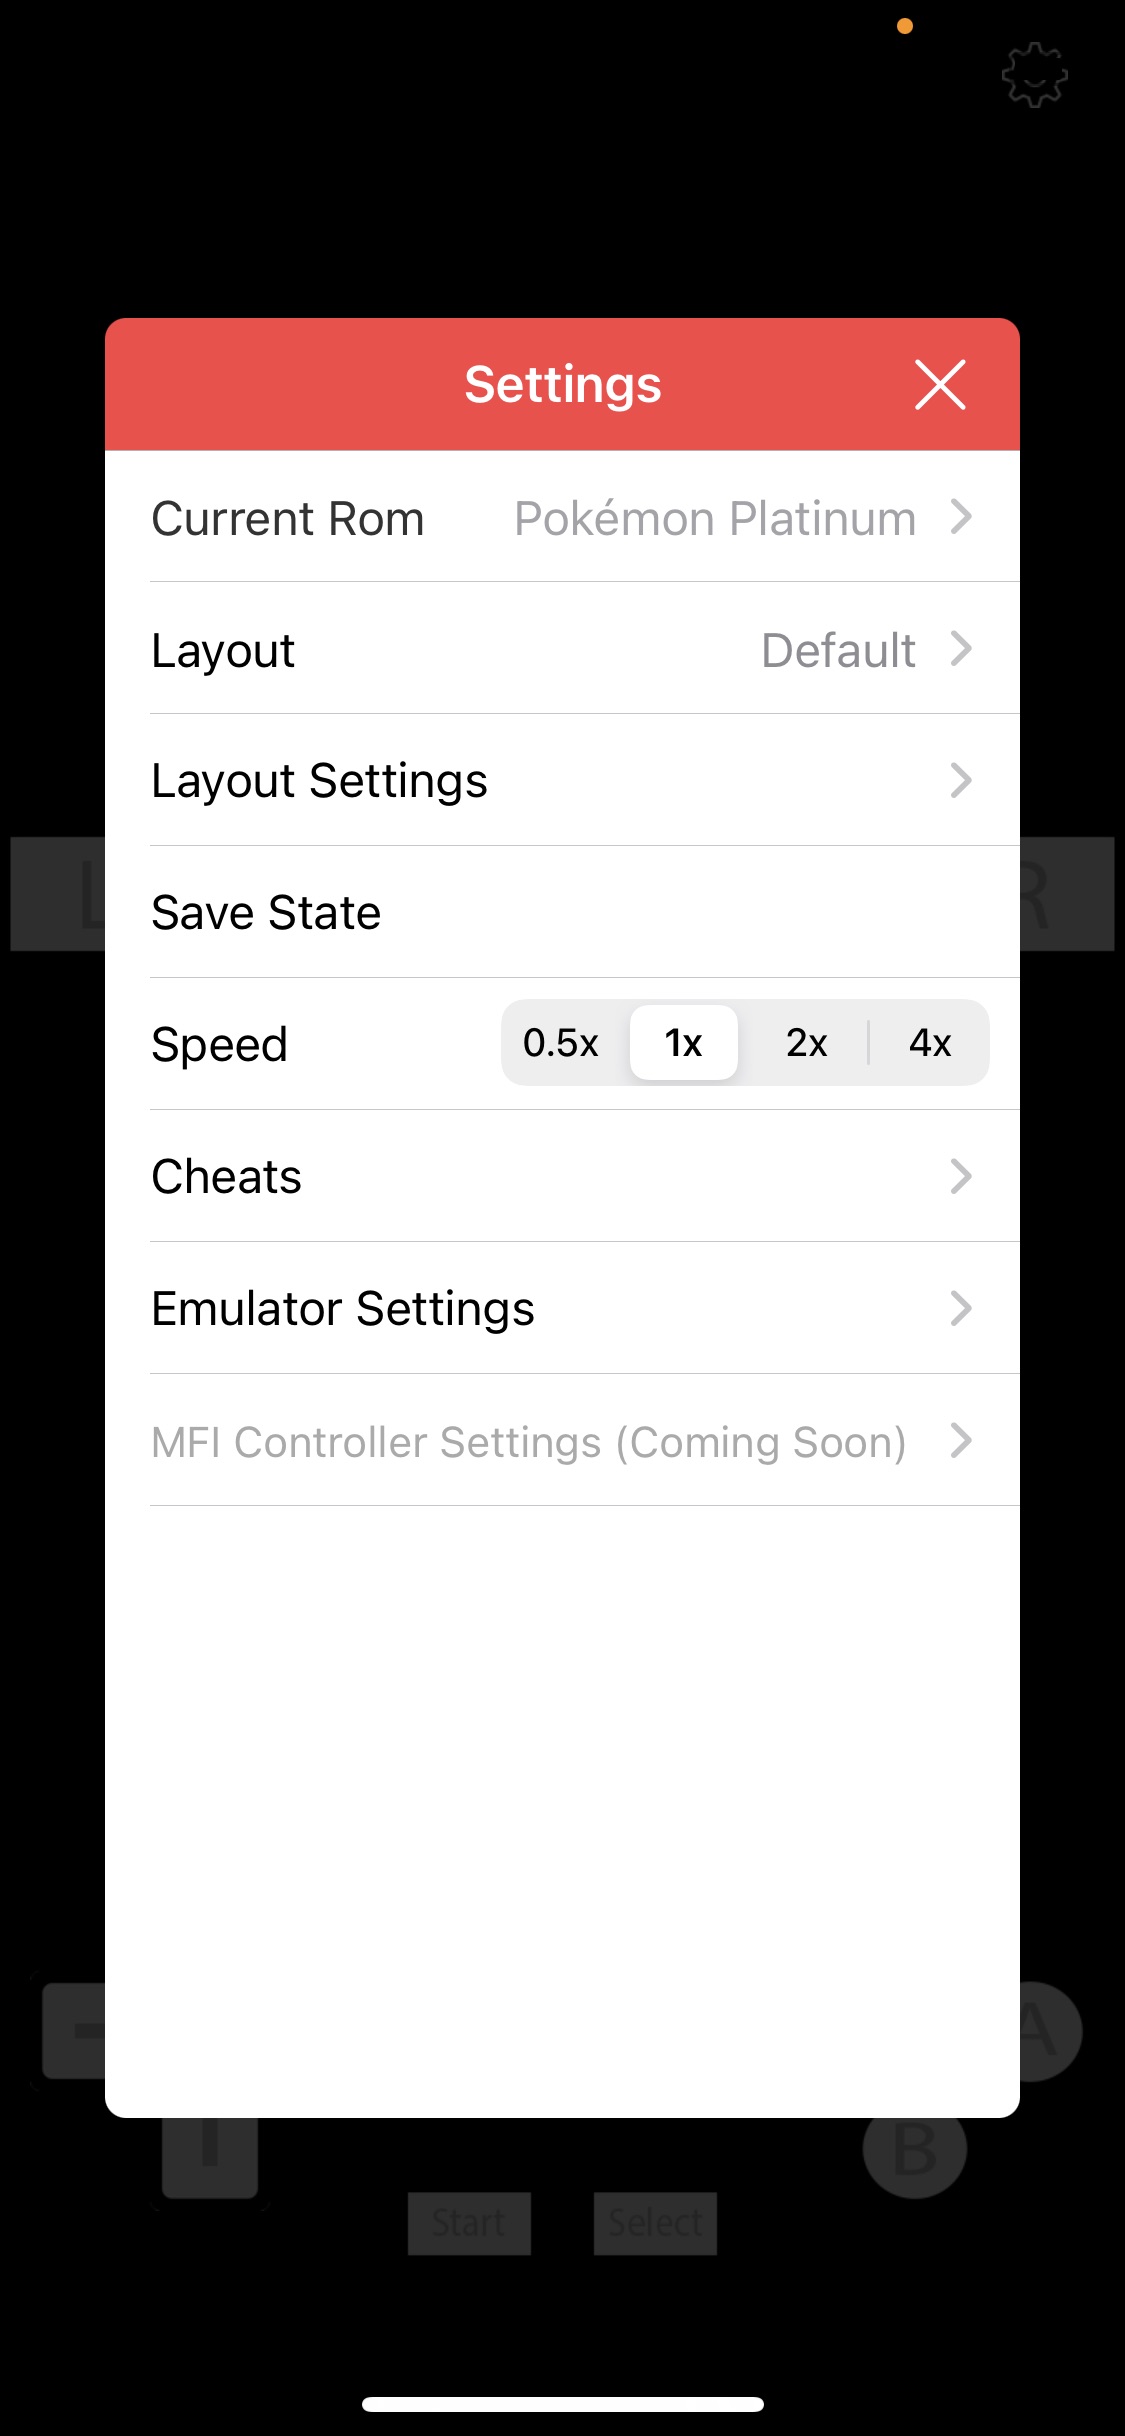 Settings
Current Rom Pokémon Platinum
Layout Default
Layout Settings
L R
Save State
Speed 0.5x 1x 2x 4x
Cheats
Emulator Settings
MFI Controller Settings (Coming Soon)
A
B
Start Select